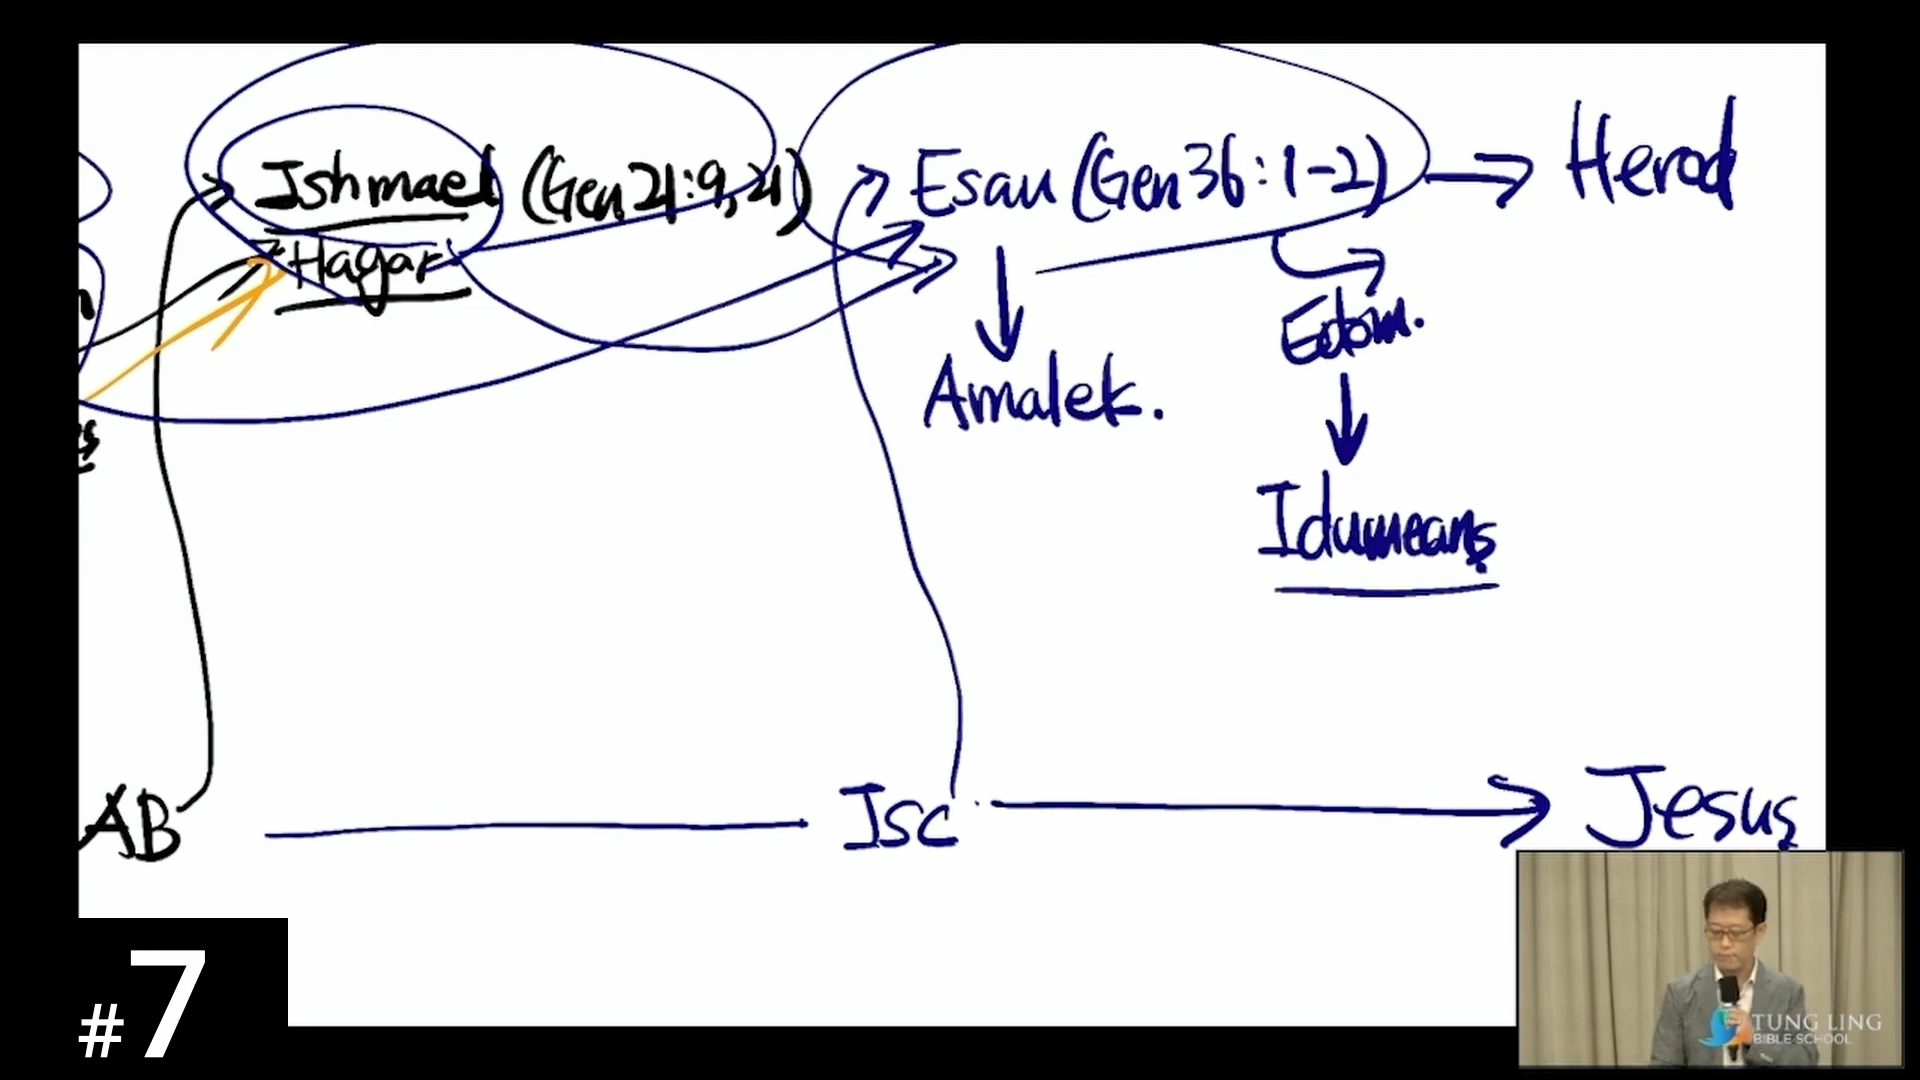 Ishmael (Gen 21:9, 21) Esau (Gen 36:1-2) Herod
Hagar
Edom.
Amalek.
Idumeans
AB Isc Jesus
#7
TUNG LING
BIBLE SCHOOL